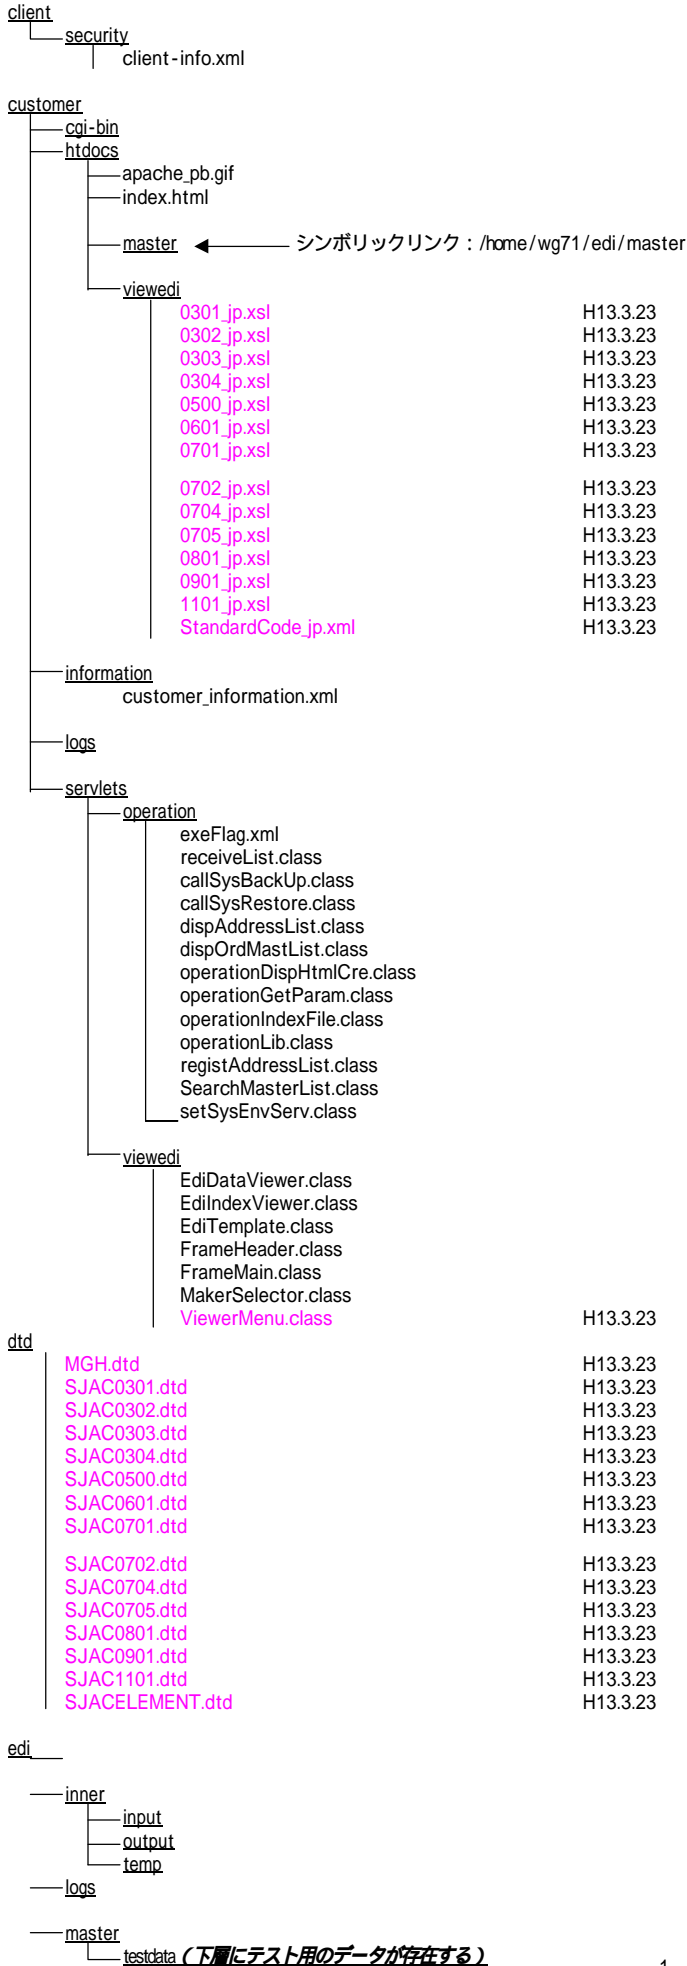 client
security
client-info.xml
customer
cgi-bin
htdocs
apache_pb.gif
index.html
master シンボリックリンク：/home/wg71/edi/master
viewedi
0301_jp.xsl H13.3.23
0302_jp.xsl H13.3.23
0303_jp.xsl H13.3.23
0304_jp.xsl H13.3.23
0500_jp.xsl H13.3.23
0601_jp.xsl H13.3.23
0701_jp.xsl H13.3.23
0702_jp.xsl H13.3.23
0704_jp.xsl H13.3.23
0705_jp.xsl H13.3.23
0801_jp.xsl H13.3.23
0901_jp.xsl H13.3.23
1101_jp.xsl H13.3.23
StandardCode_jp.xml H13.3.23
information
customer_information.xml
logs
servlets
operation
exeFlag.xml
receiveList.class
callSysBackUp.class
callSysRestore.class
dispAddressList.class
dispOrdMastList.class
operationDispHtmlCre.class
operationGetParam.class
operationIndexFile.class
operationLib.class
registAddressList.class
SearchMasterList.class
setSysEnvServ.class
viewedi
EdiDataViewer.class
EdiIndexViewer.class
EdiTemplate.class
FrameHeader.class
FrameMain.class
MakerSelector.class
ViewerMenu.class H13.3.23
dtd
MGH.dtd H13.3.23
SJAC0301.dtd H13.3.23
SJAC0302.dtd H13.3.23
SJAC0303.dtd H13.3.23
SJAC0304.dtd H13.3.23
SJAC0500.dtd H13.3.23
SJAC0601.dtd H13.3.23
SJAC0701.dtd H13.3.23
SJAC0702.dtd H13.3.23
SJAC0704.dtd H13.3.23
SJAC0705.dtd H13.3.23
SJAC0801.dtd H13.3.23
SJAC0901.dtd H13.3.23
SJAC1101.dtd H13.3.23
SJACELEMENT.dtd H13.3.23
edi
inner
input
output
temp
logs
master
testdata（下層にテスト用のデータが存在する）